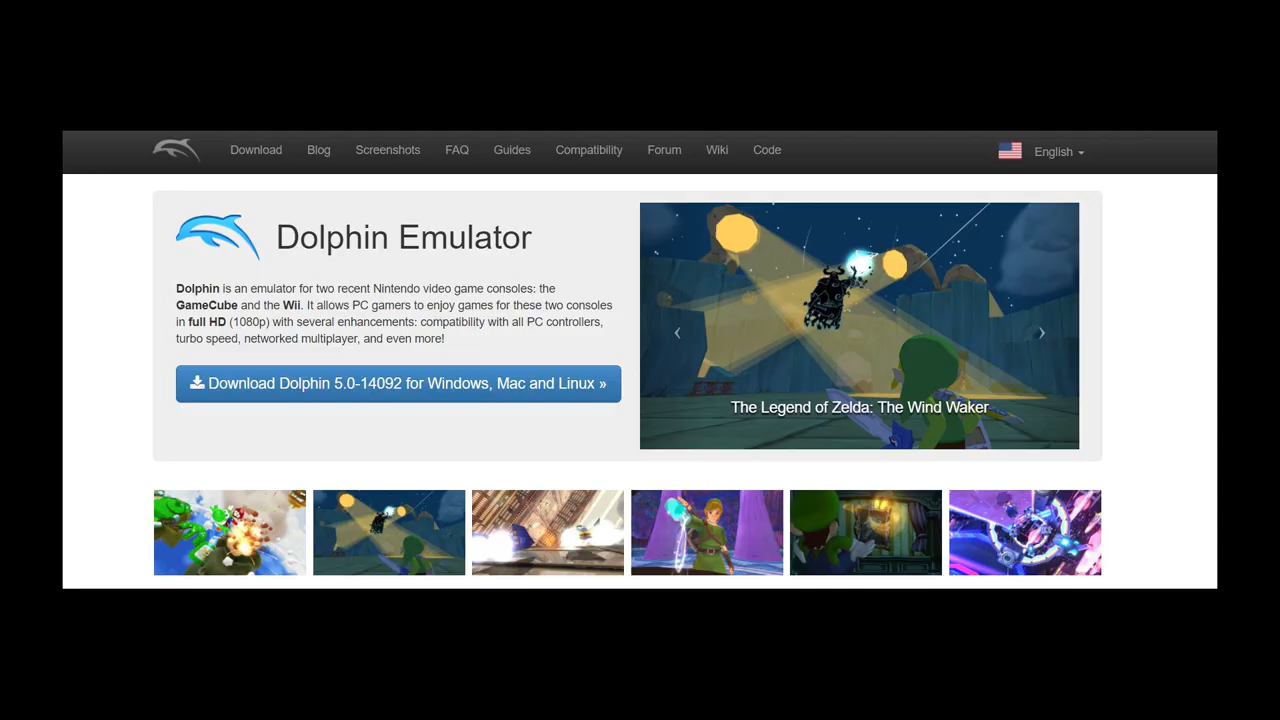 Download Blog Screenshots FAQ Guides Compatibility Forum Wiki Code English
Dolphin Emulator
Dolphin is an emulator for two recent Nintendo video game consoles: the
GameCube and the Wii. It allows PC gamers to enjoy games for these two consoles
in full HD (1080p) with several enhancements: compatibility with all PC controllers,
turbo speed, networked multiplayer, and even more!
Download Dolphin 5.0-14092 for Windows, Mac and Linux »
The Legend of Zelda: The Wind Waker